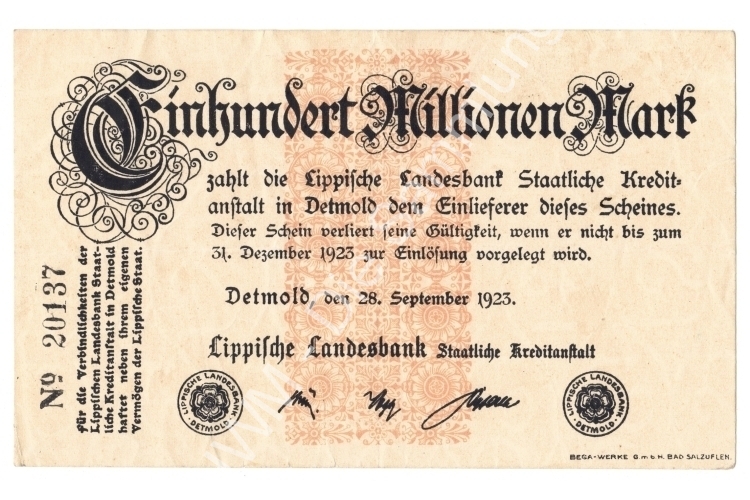 Einhundert Millionen Mark
zahlt die Lippische Landesbank Staatliche Kredit=
anstalt in Detmold dem Einlieferer dieses Scheines.
Dieser Schein verliert seine Gültigkeit, wenn er nicht bis zum
31. Dezember 1923 zur Einlösung vorgelegt wird.
Detmold, den 28. September 1923.
Lippische Landesbank Staatliche Kreditanstalt
№ 20137
Für die Verbindlichkeiten der
Lippischen Landesbank Staat-
liche Kreditanstalt in Detmold
haftet neben ihrem eigenen
Vermögen der Lippische Staat.
LIPPISCHE LANDESBANK · DETMOLD ·
LIPPISCHE LANDESBANK · DETMOLD ·
BEGA-WERKE G.m.b.H. BAD SALZUFLEN.